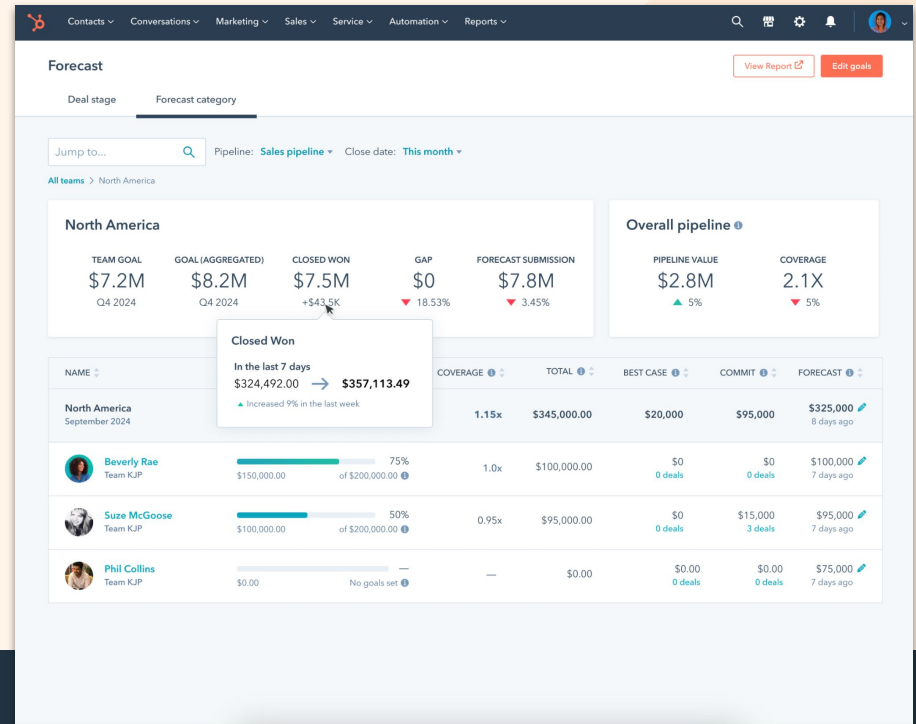 Contacts Conversations Marketing Sales Service Automation Reports
Forecast
View Report
Edit goals
Deal stage Forecast category
Jump to...
Pipeline: Sales pipeline Close date: This month
All teams > North America
North America
TEAM GOAL GOAL (AGGREGATED) CLOSED WON GAP FORECAST SUBMISSION
$7.2M $8.2M $7.5M $0 $7.8M
Q4 2024 Q4 2024 +$43.5K 18.53% 3.45%
Overall pipeline
PIPELINE VALUE COVERAGE
$2.8M 2.1X
5% 5%
Closed Won
In the last 7 days
$324,492.00 → $357,113.49
Increased 9% in the last week
NAME COVERAGE TOTAL BEST CASE COMMIT FORECAST
North America 1.15x $345,000.00 $20,000 $95,000 $325,000
September 2024 8 days ago
Beverly Rae 75% 1.0x $100,000.00 $0 $0 $100,000
Team KJP $150,000.00 of $200,000.00 0 deals 0 deals 7 days ago
Suze McGoose 50% 0.95x $95,000.00 $0 $15,000 $95,000
Team KJP $100,000.00 of $200,000.00 0 deals 3 deals 7 days ago
Phil Collins — — $0.00 $0.00 $0.00 $75,000
Team KJP $0.00 No goals set 0 deals 0 deals 7 days ago